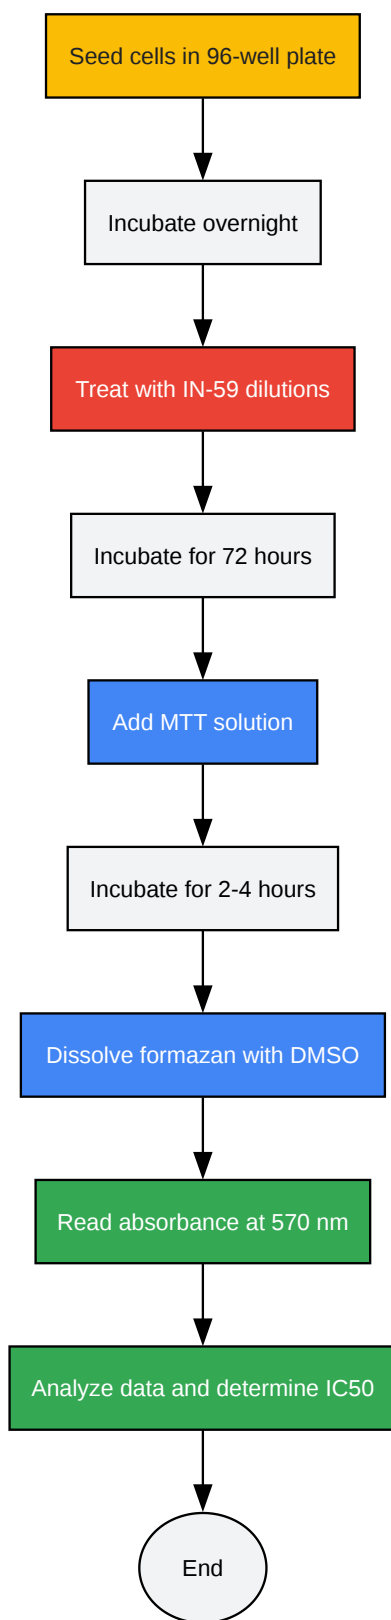 Seed cells in 96-well plate
Incubate overnight
Treat with IN-59 dilutions
Incubate for 72 hours
Add MTT solution
Incubate for 2-4 hours
Dissolve formazan with DMSO
Read absorbance at 570 nm
Analyze data and determine IC50
End